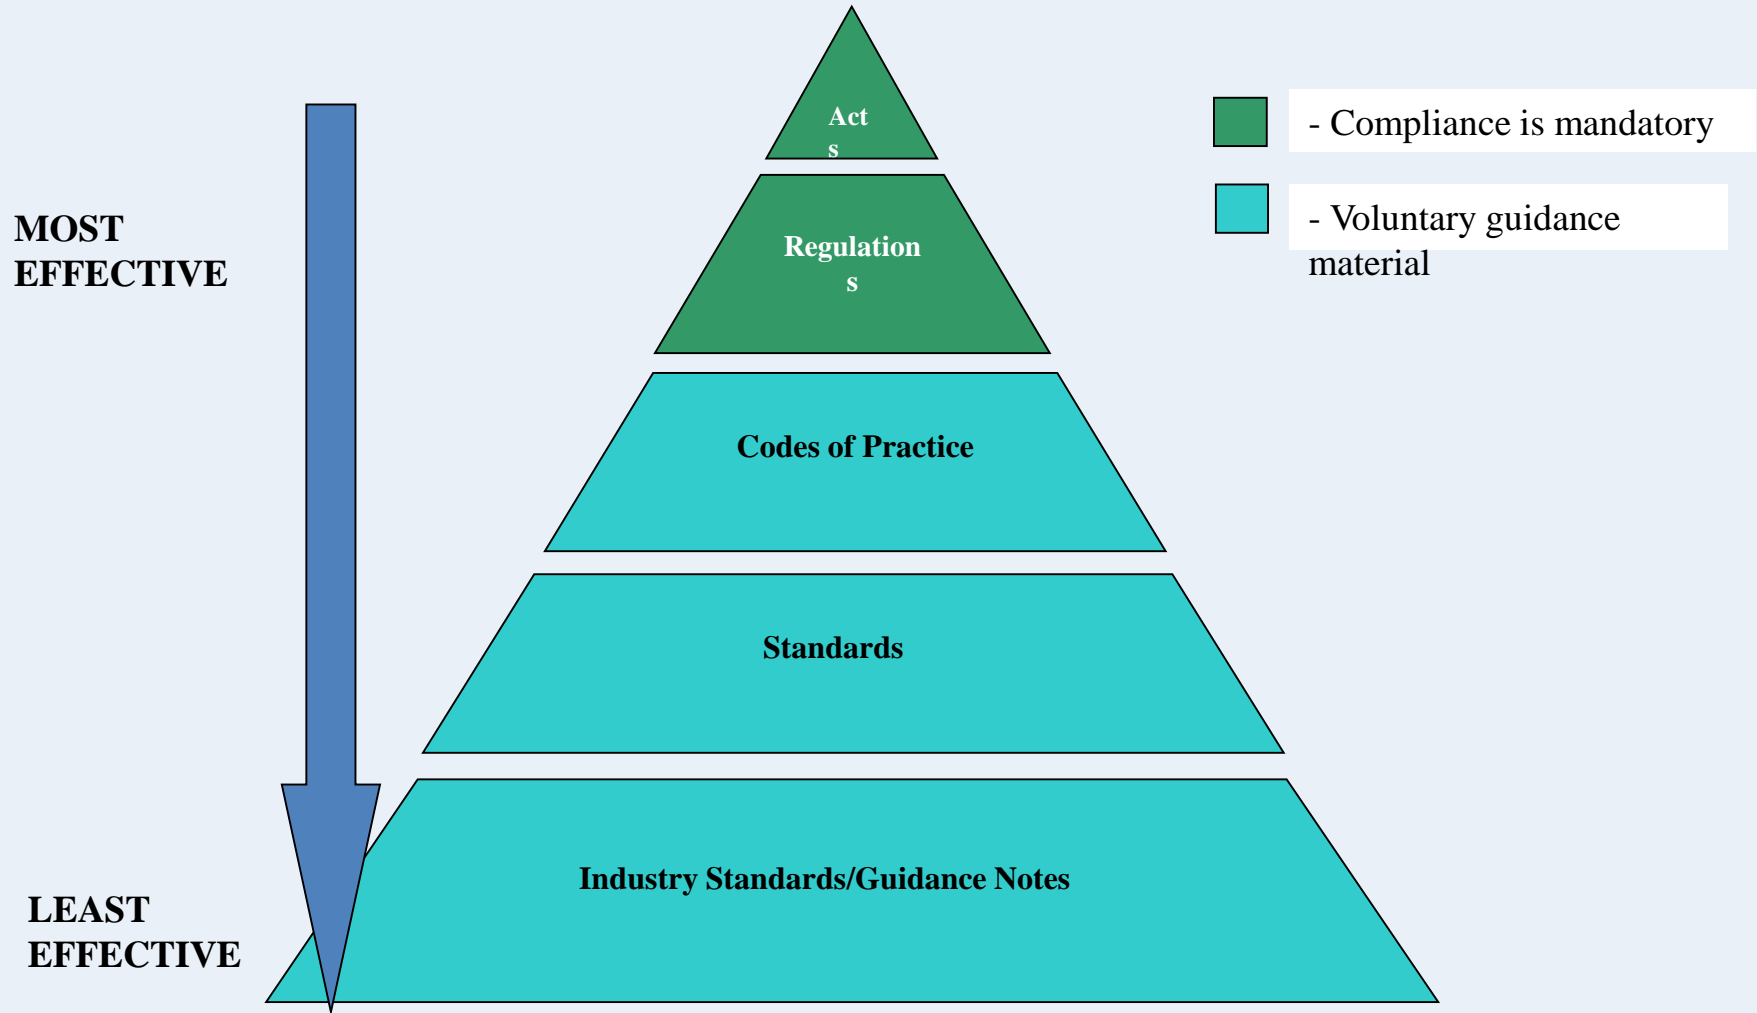 Act
s
- Compliance is mandatory
- Voluntary guidance
material
MOST
EFFECTIVE
Regulation
s
Codes of Practice
Standards
Industry Standards/Guidance Notes
LEAST
EFFECTIVE